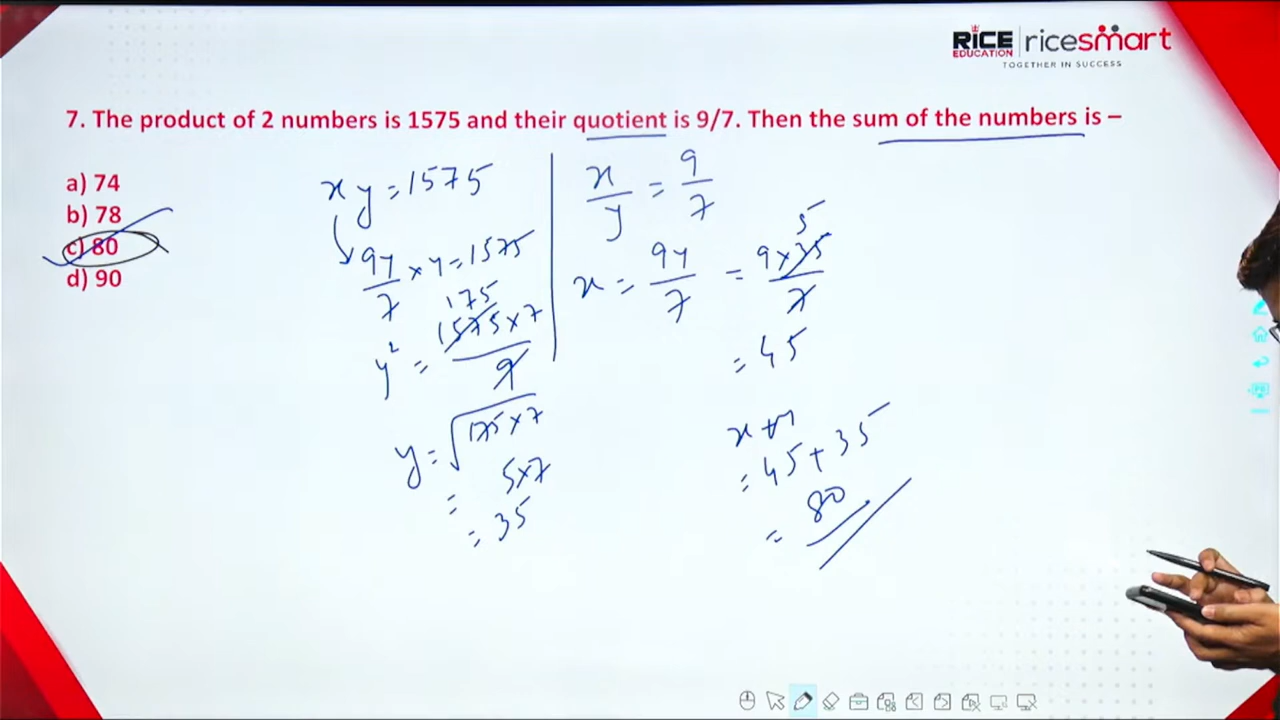 RICE EDUCATION | ricesmart
TOGETHER IN SUCCESS
7. The product of 2 numbers is 1575 and their quotient is 9/7. Then the sum of the numbers is –
a) 74
b) 78
c) 80
d) 90
xy = 1575
9y/7 × y = 1575
175
y² = 1575×7/9
y = √175×7
= 5×7
= 35
x/y = 9/7
5
x = 9y/7 = 9×35/7
= 45
x+y
= 45+35
= 80